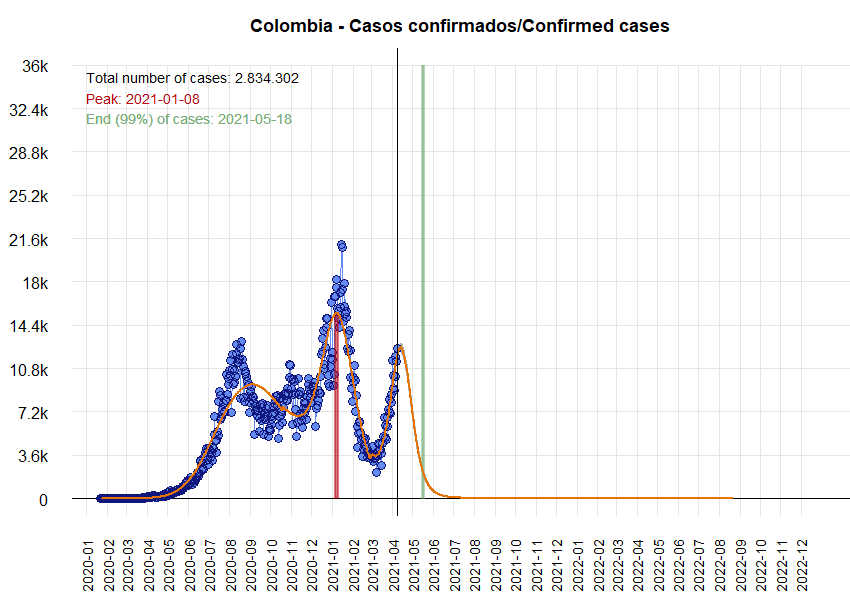 Colombia - Casos confirmados/Confirmed cases
36k
32.4k
28.8k
25.2k
21.6k
18k
14.4k
10.8k
7.2k
3.6k
0
Total number of cases: 2.834.302
Peak: 2021-01-08
End (99%) of cases: 2021-05-18
2020-01
2020-02
2020-03
2020-04
2020-05
2020-06
2020-07
2020-08
2020-09
2020-10
2020-11
2020-12
2021-01
2021-02
2021-03
2021-04
2021-05
2021-06
2021-07
2021-08
2021-09
2021-10
2021-11
2021-12
2022-01
2022-02
2022-03
2022-04
2022-05
2022-06
2022-07
2022-08
2022-09
2022-10
2022-11
2022-12